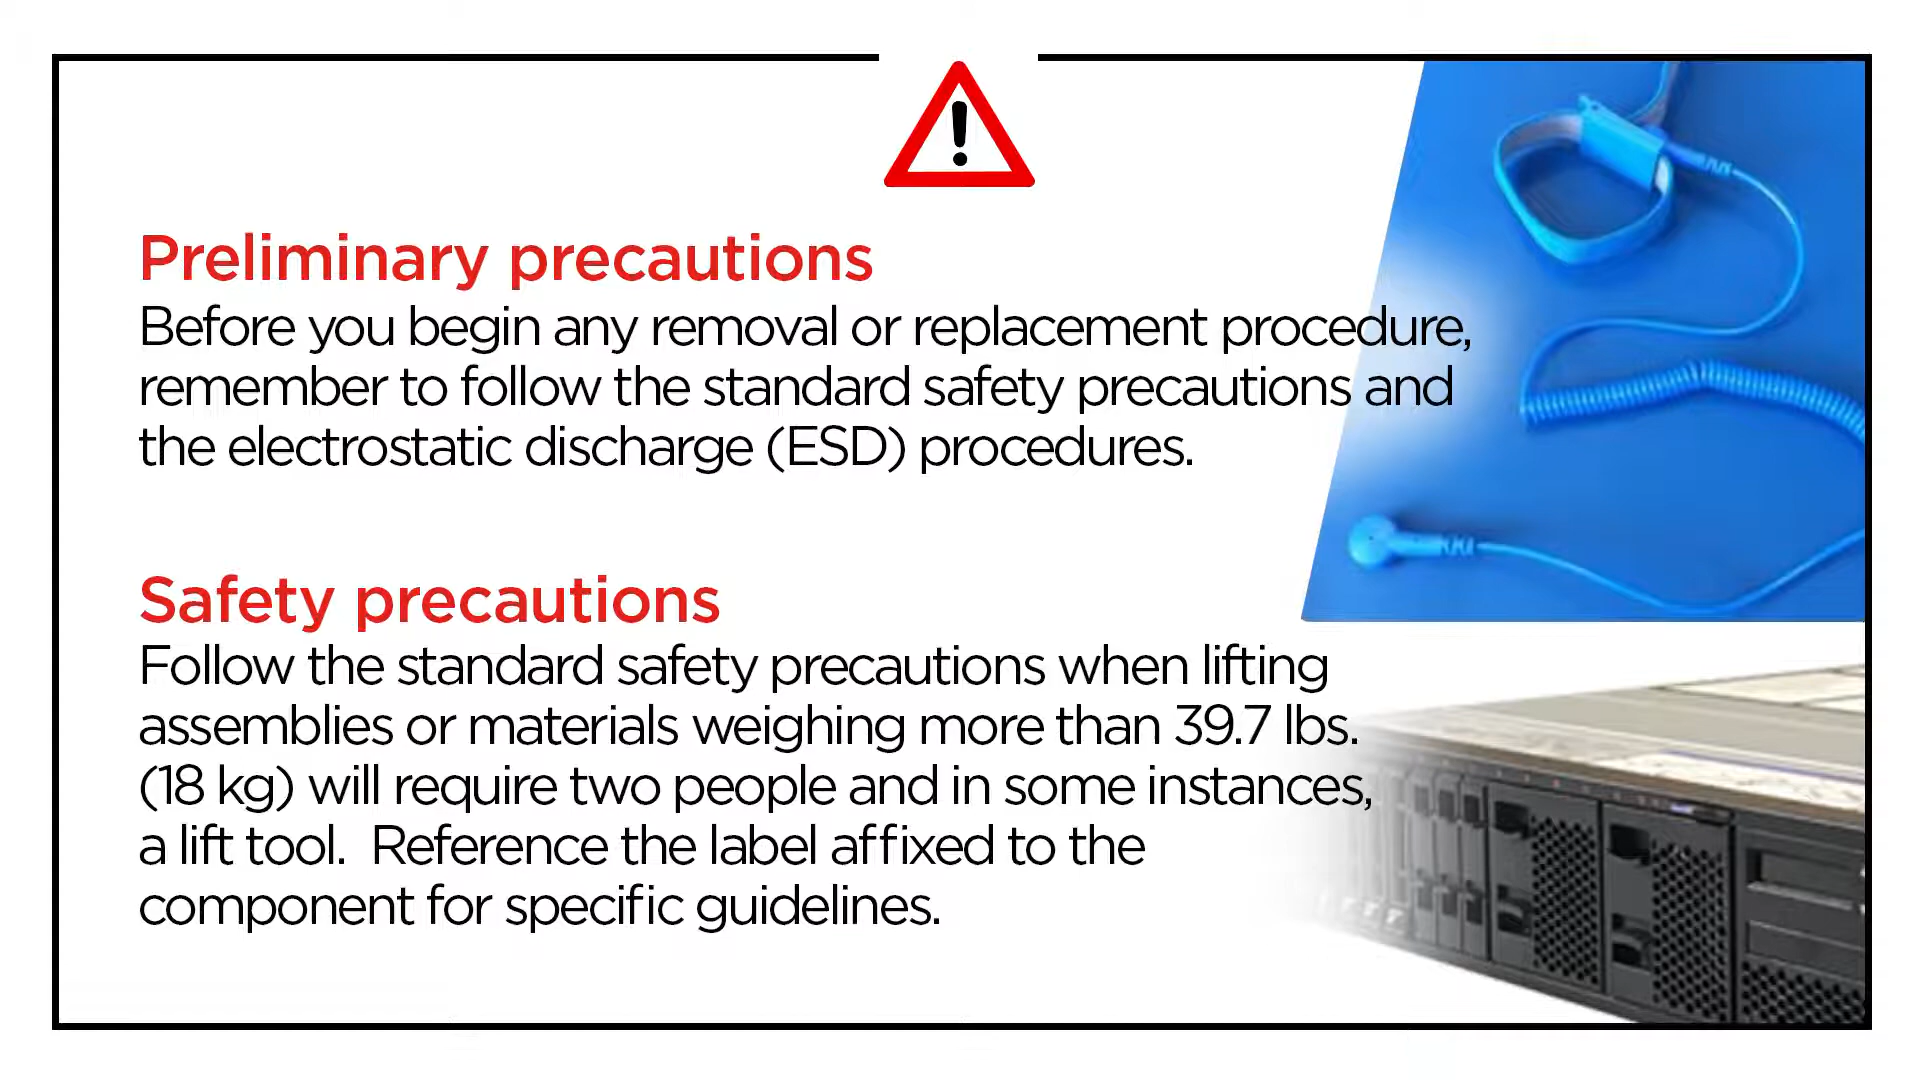 Preliminary precautions
Before you begin any removal or replacement procedure,
remember to follow the standard safety precautions and
the electrostatic discharge (ESD) procedures.
Safety precautions
Follow the standard safety precautions when lifting
assemblies or materials weighing more than 39.7 lbs.
(18 kg) will require two people and in some instances,
a lift tool.  Reference the label affixed to the
component for specific guidelines.